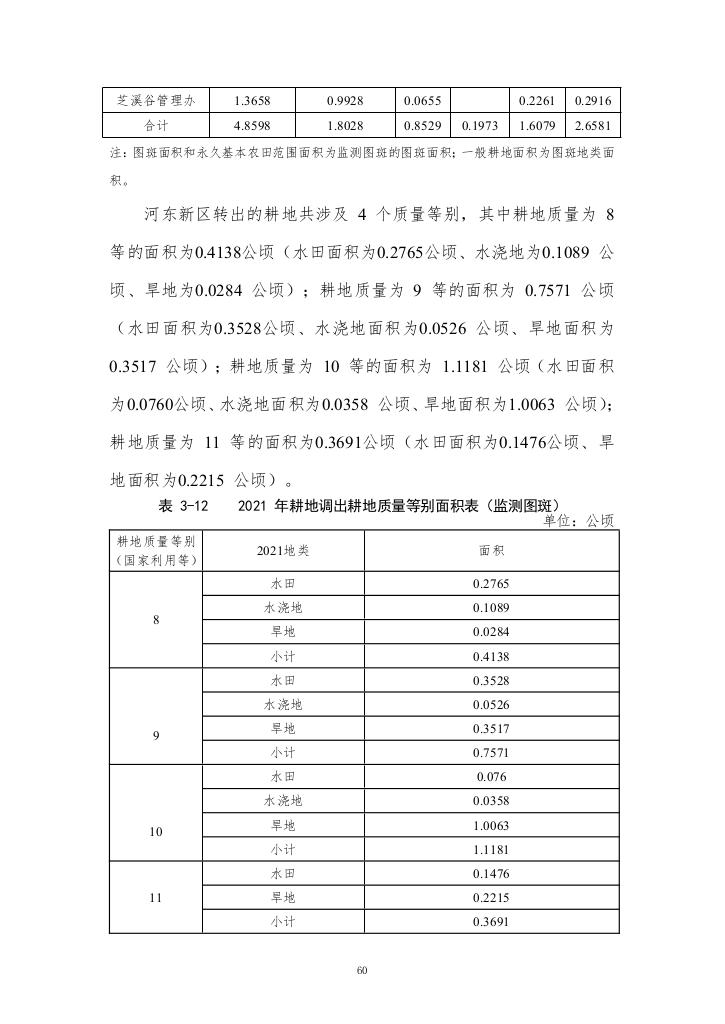 芝溪谷管理办 1.3658 0.9928 0.0655 0.2261 0.2916
合计 4.8598 1.8028 0.8529 0.1973 1.6079 2.6581
注：图斑面积和永久基本农田范围面积为监测图斑的图斑面积；一般耕地面积为图斑地类面
积。
河东新区转出的耕地共涉及 4 个质量等别，其中耕地质量为 8
等的面积为0.4138公顷（水田面积为0.2765公顷、水浇地为0.1089 公
顷、旱地为0.0284 公顷）；耕地质量为 9 等的面积为 0.7571 公顷
（水田面积为0.3528公顷、水浇地面积为0.0526 公顷、旱地面积为
0.3517 公顷）；耕地质量为 10 等的面积为 1.1181 公顷（水田面积
为0.0760公顷、水浇地面积为0.0358 公顷、旱地面积为1.0063 公顷）；
耕地质量为 11 等的面积为0.3691公顷（水田面积为0.1476公顷、旱
地面积为0.2215 公顷）。
表 3-12 2021 年耕地调出耕地质量等别面积表（监测图斑）
单位：公顷
耕地质量等别
（国家利用等） 2021地类 面积
8 水田 0.2765
水浇地 0.1089
旱地 0.0284
小计 0.4138
9 水田 0.3528
水浇地 0.0526
旱地 0.3517
小计 0.7571
10 水田 0.076
水浇地 0.0358
旱地 1.0063
小计 1.1181
11 水田 0.1476
旱地 0.2215
小计 0.3691
60